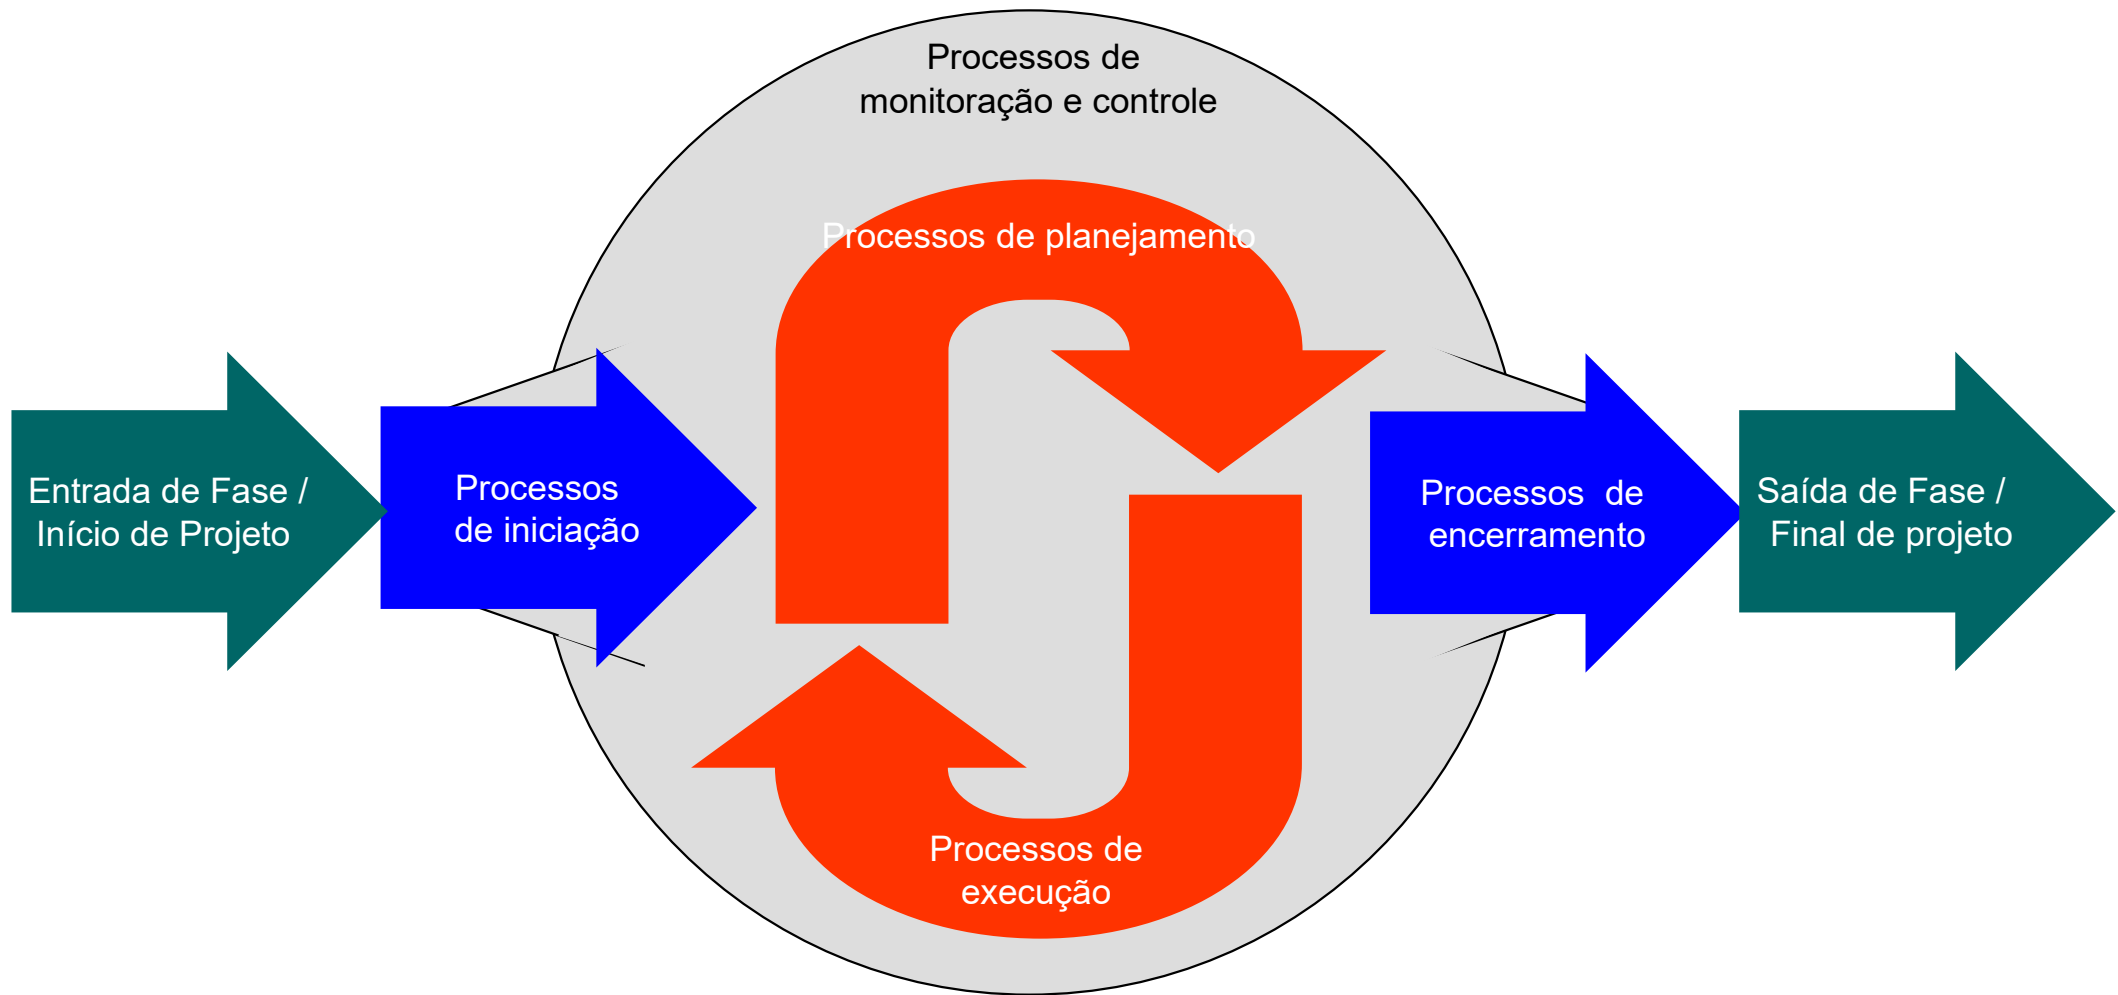 Processos de
monitoração e controle
Processos de planejamento
Entrada de Fase /
Início de Projeto
Processos
de iniciação
Processos  de
encerramento
Saída de Fase /
Final de projeto
Processos de
execução